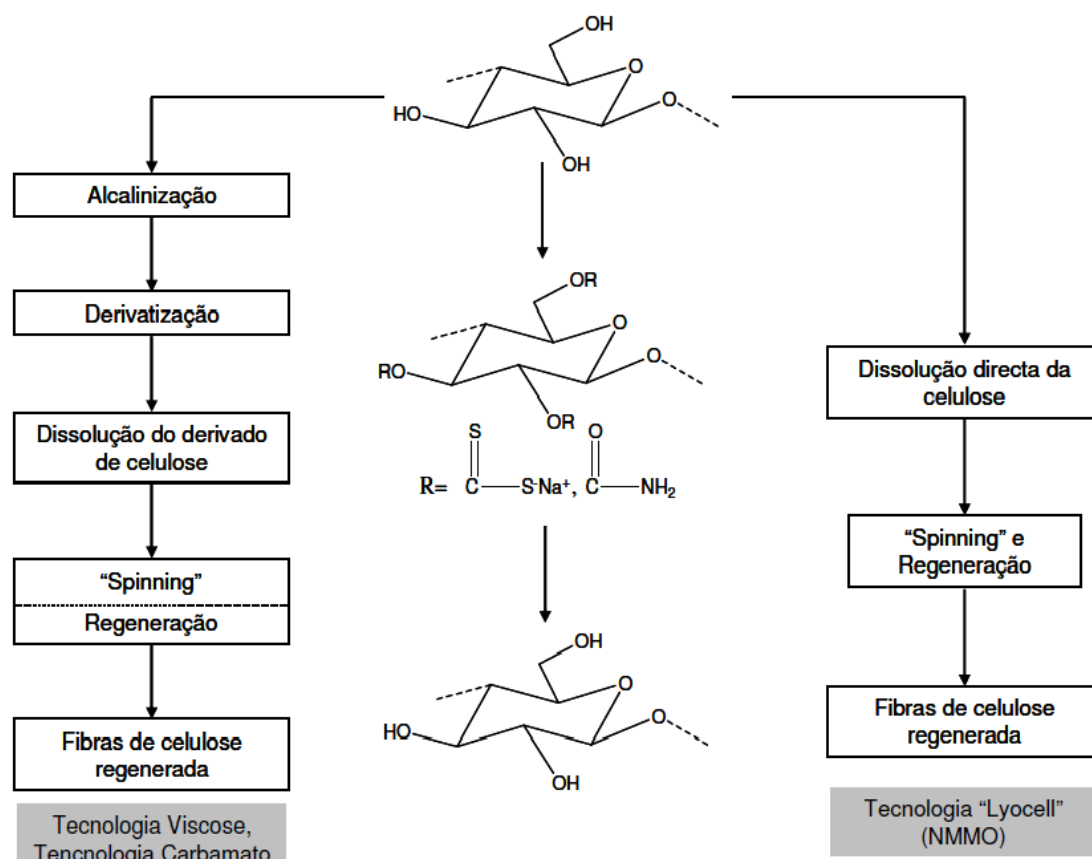 OH
O
O
HO
OH
Alcalinização
Derivatização
Dissolução do derivado
de celulose
"Spinning"
Regeneração
Fibras de celulose
regenerada
Tecnologia Viscose,
Tencnologia Carbamato
OR
O
O
RO
OR
S
O
R= C S⁻Na⁺, C NH₂
OH
O
O
HO
OH
Dissolução directa da
celulose
“Spinning” e
Regeneração
Fibras de celulose
regenerada
Tecnologia “Lyocell”
(NMMO)